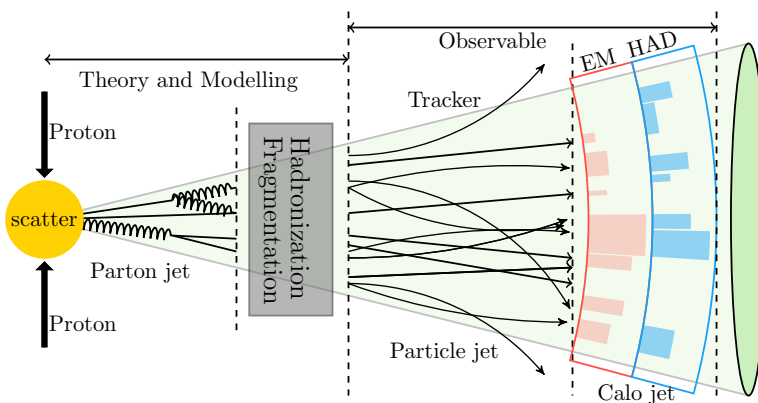 Observable
EM HAD
Theory and Modelling
Tracker
Proton
Hadronization
Fragmentation
scatter
Parton jet
Proton
Particle jet
Calo jet